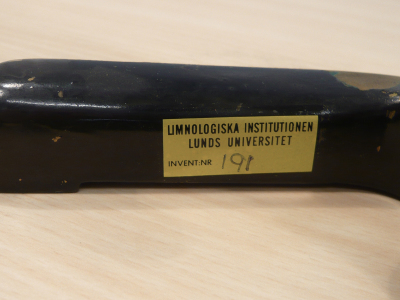 LIMNOLOGISKA INSTITUTIONEN
LUNDS UNIVERSITET
INVENT:NR 191